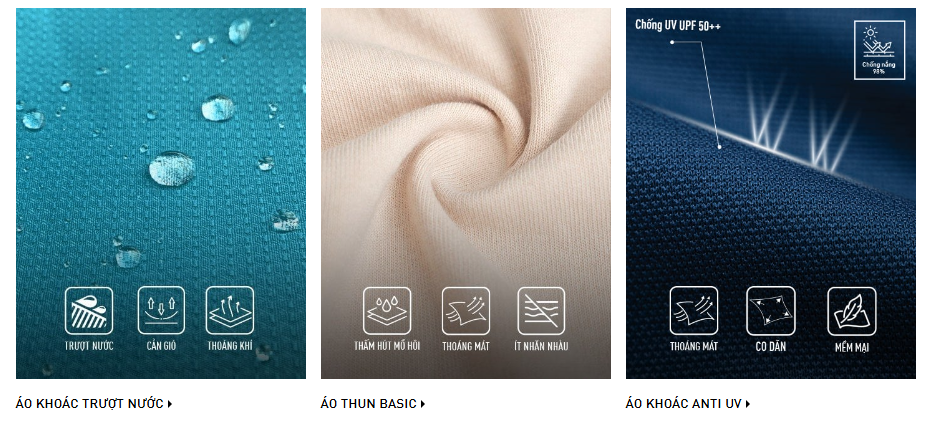 TRƯỢT NƯỚC
CẢN GIÓ
THOÁNG KHÍ
ÁO KHOÁC TRƯỢT NƯỚC
THẤM HÚT MỒ HÔI
THOÁNG MÁT
ÍT NHĂN NHÀU
ÁO THUN BASIC
Chống UV UPF 50++
Chống nắng
98%
THOÁNG MÁT
CO DÃN
MỀM MẠI
ÁO KHOÁC ANTI UV